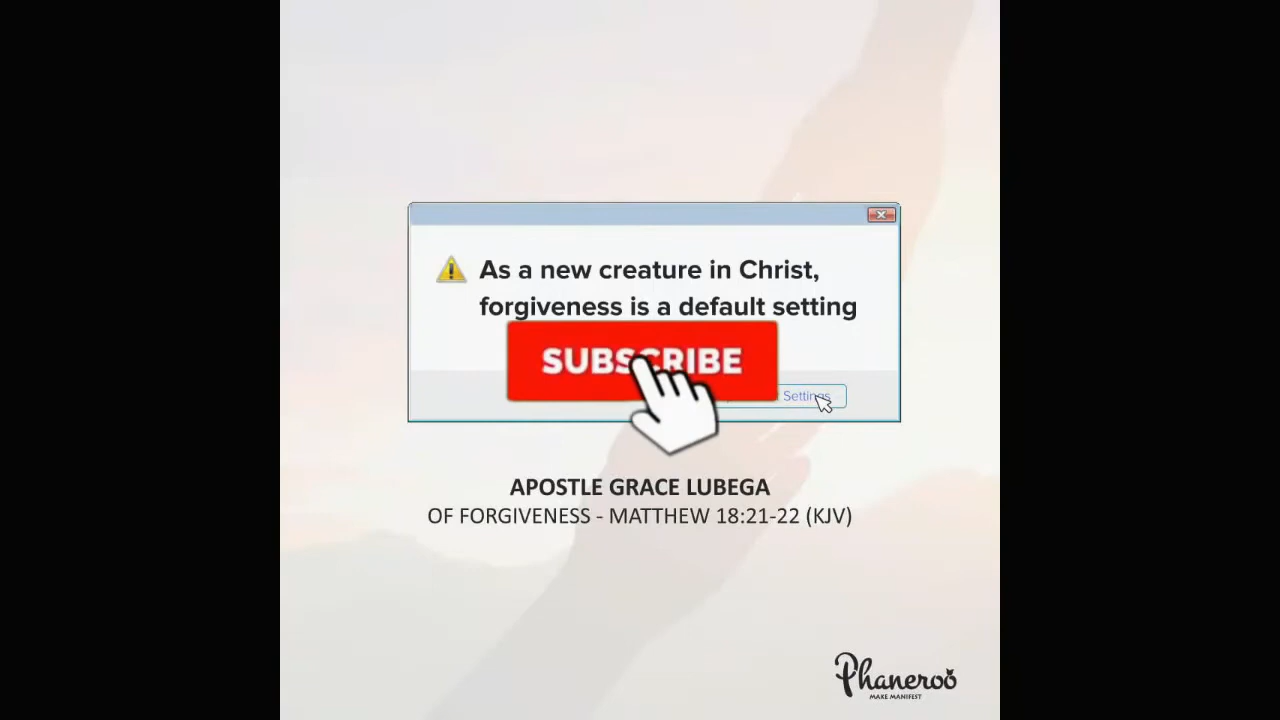 As a new creature in Christ,
forgiveness is a default setting
SUBSCRIBE
Settings
APOSTLE GRACE LUBEGA
OF FORGIVENESS - MATTHEW 18:21-22 (KJV)
Phaneroo
MAKE MANIFEST